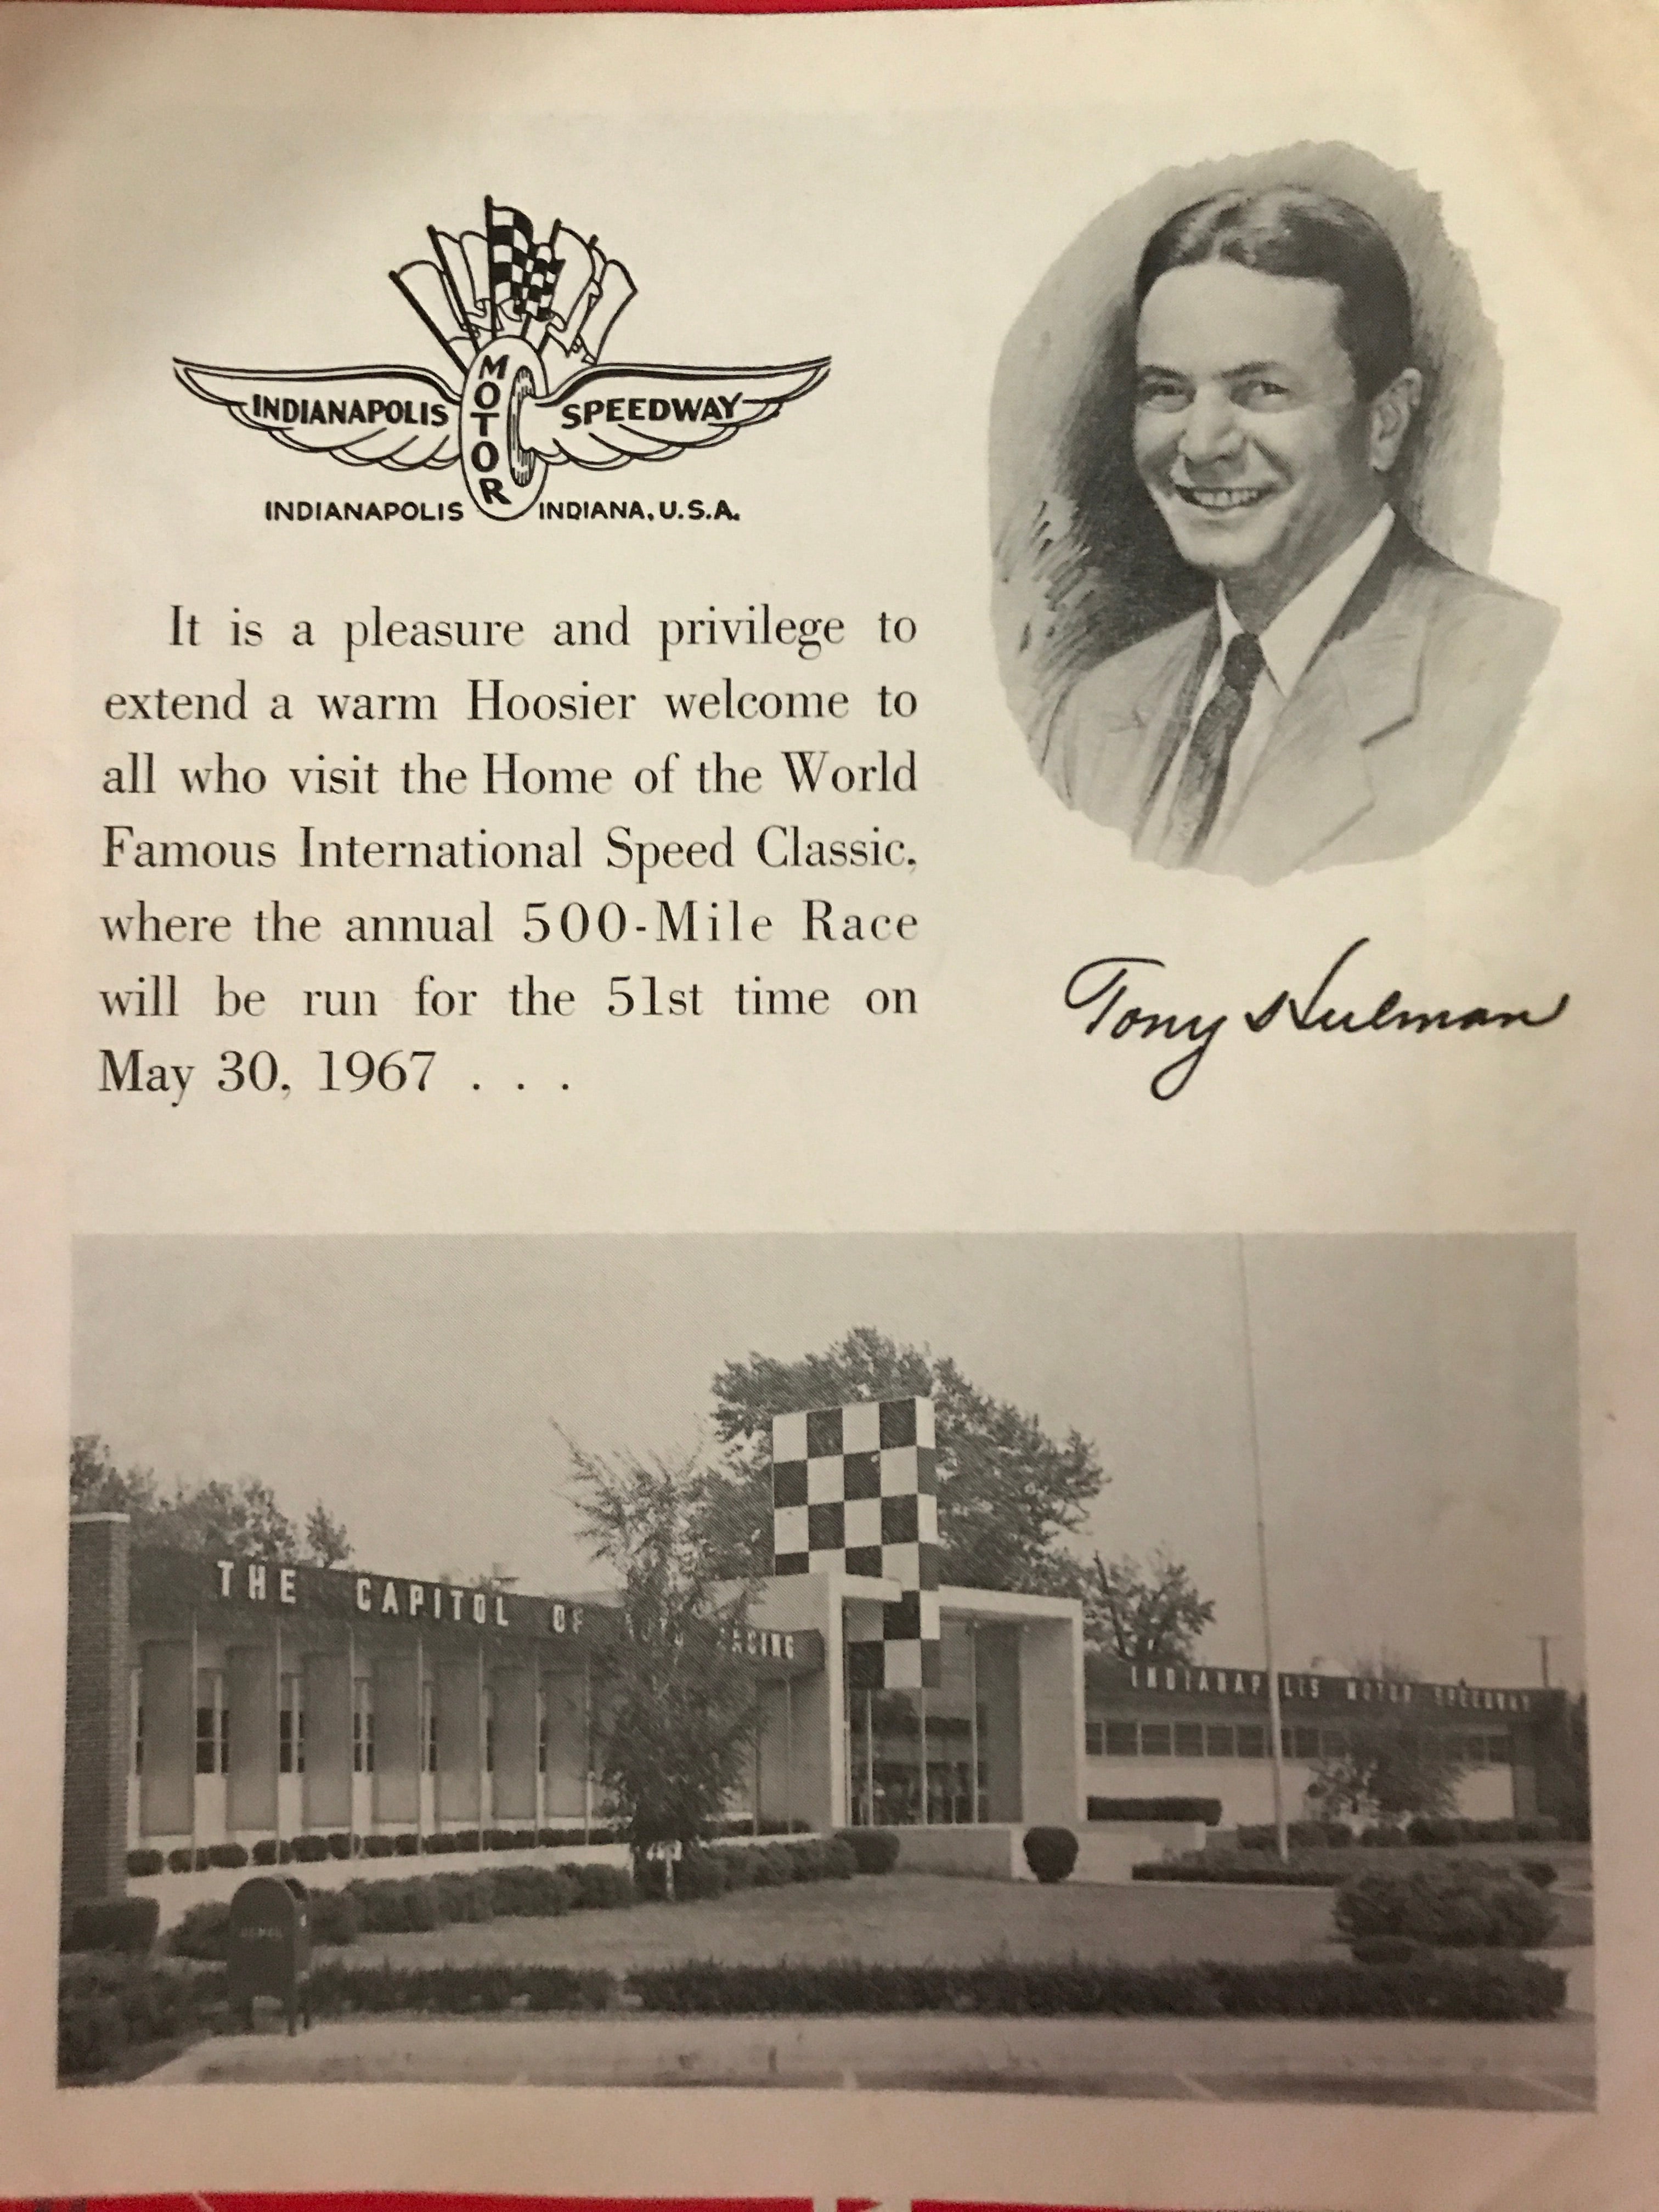 INDIANAPOLIS MOTOR SPEEDWAY
INDIANAPOLIS INDIANA, U.S.A.
It is a pleasure and privilege to
extend a warm Hoosier welcome to
all who visit the Home of the World
Famous International Speed Classic,
where the annual 500-Mile Race
will be run for the 51st time on
May 30, 1967 . . .
Tony Hulman
THE CAPITOL OF AUTO RACING
INDIANAPOLIS MOTOR SPEEDWAY